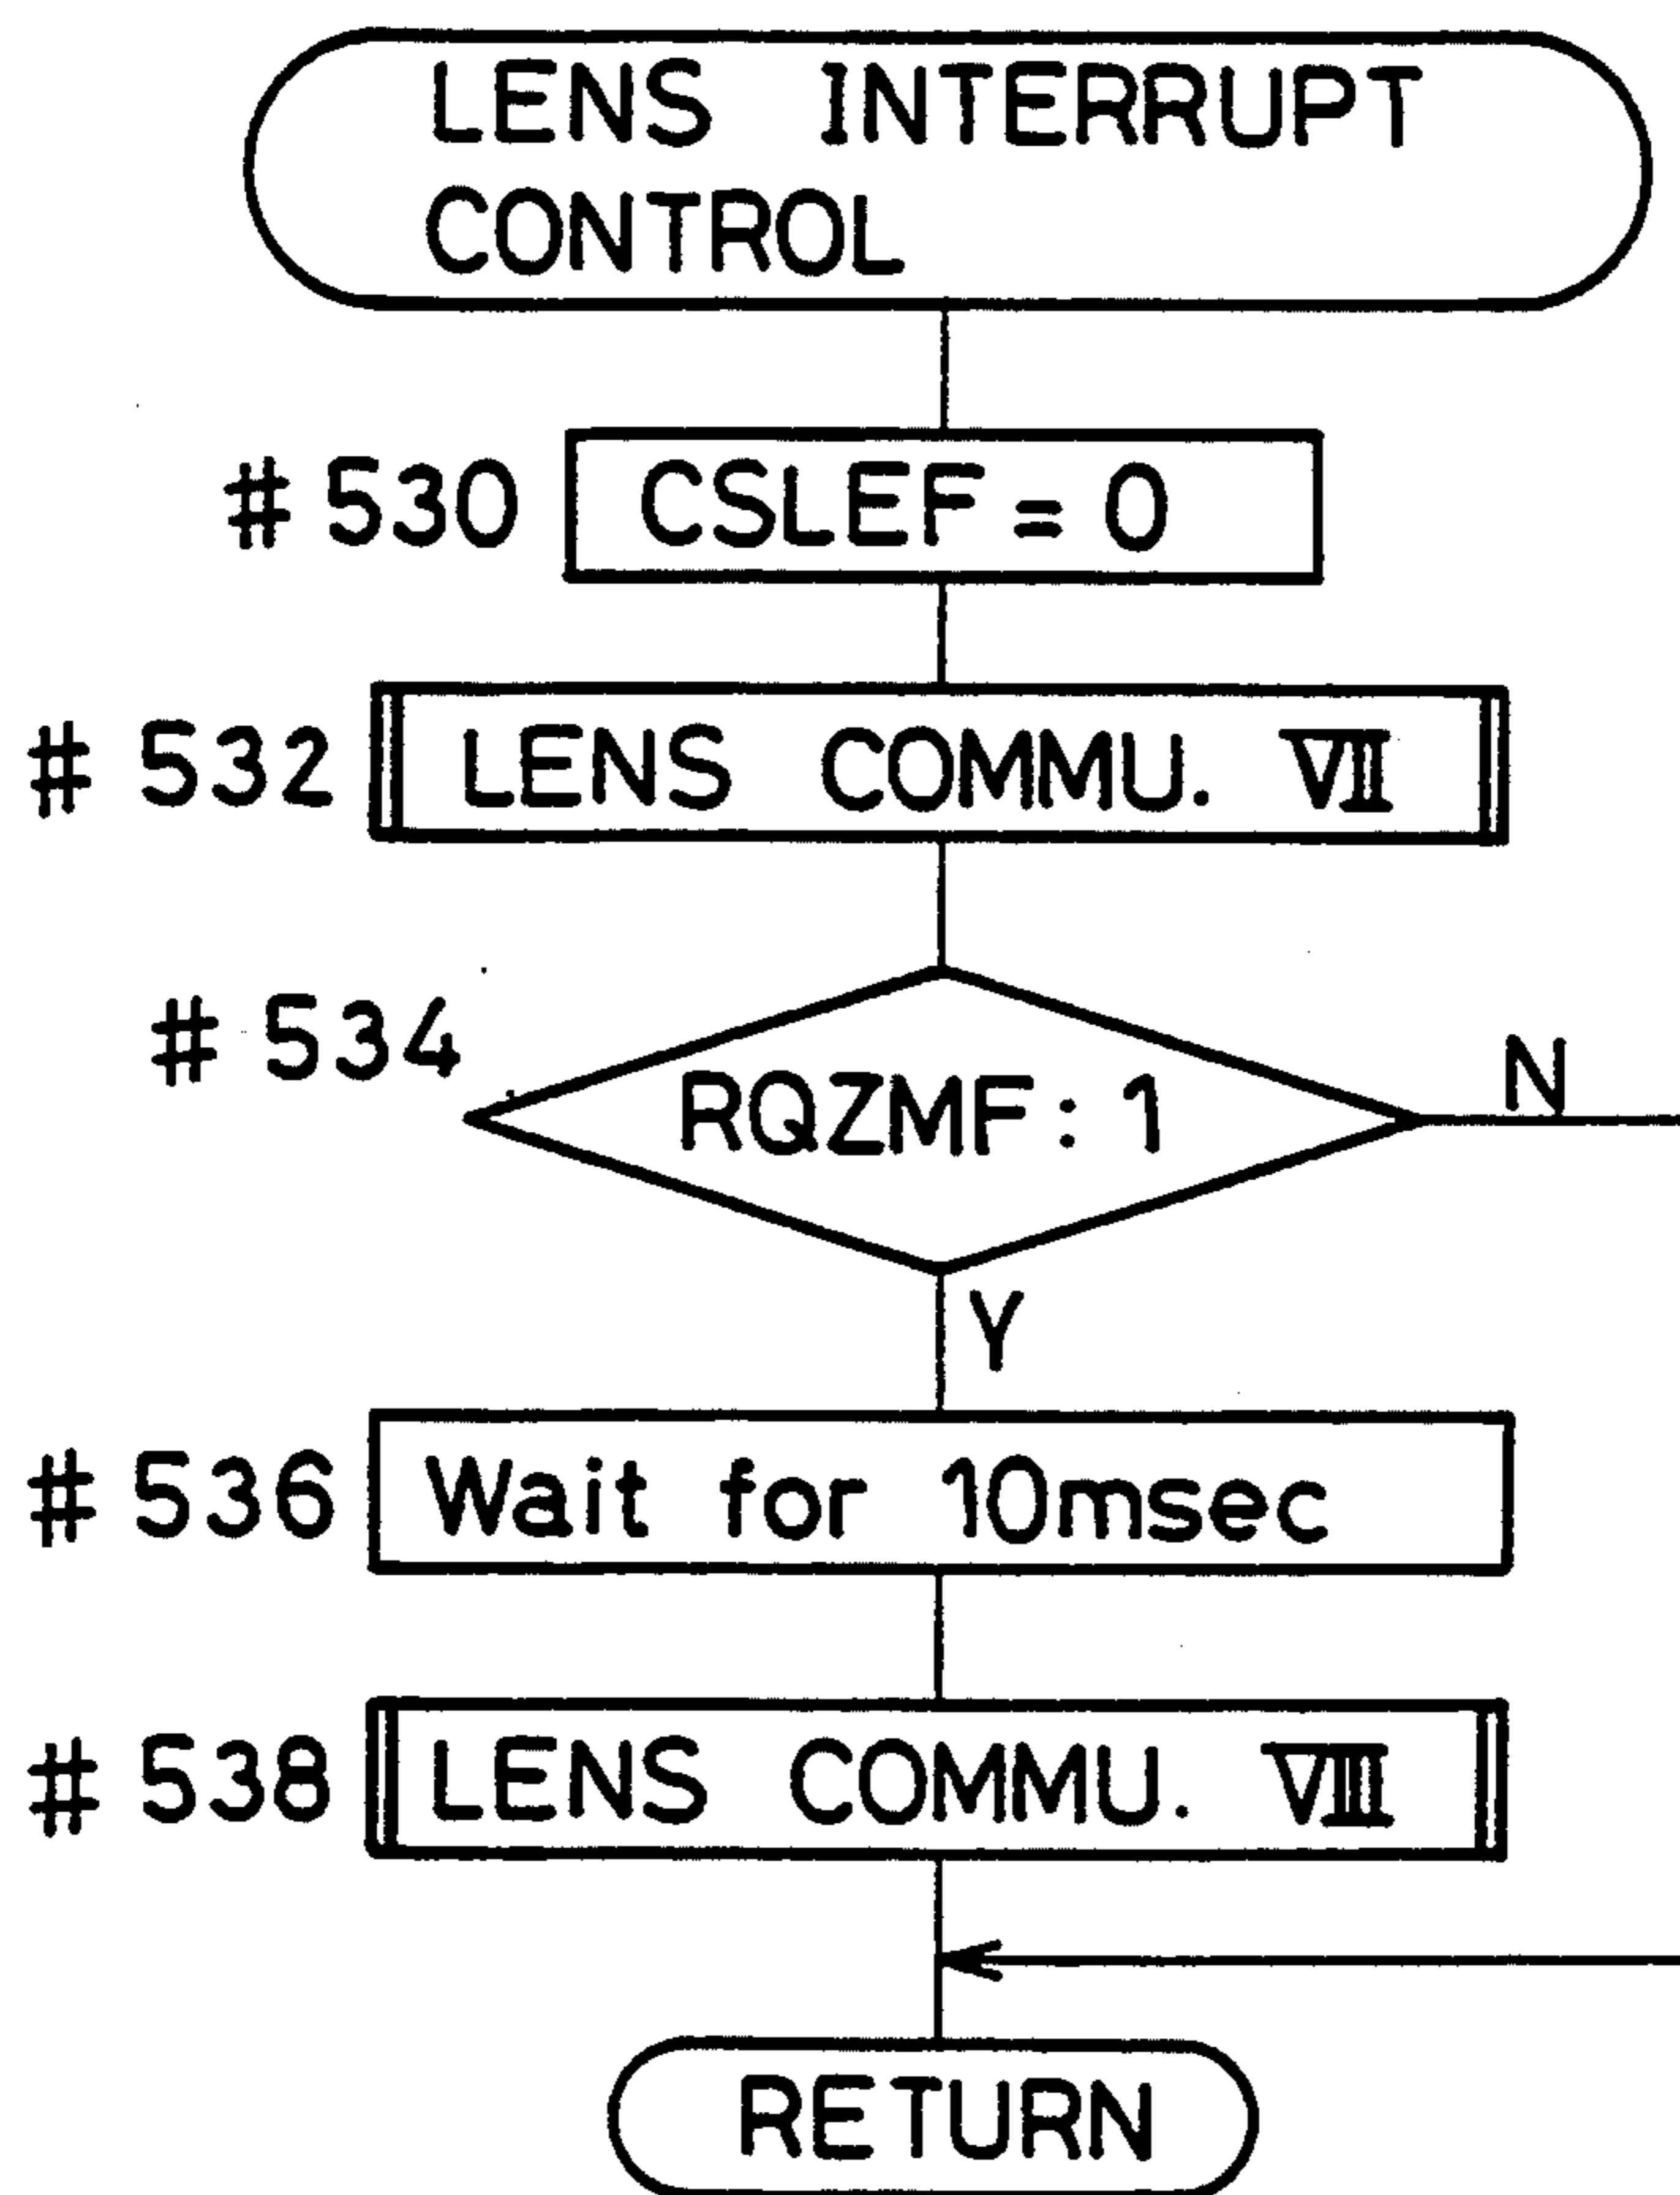 LENS INTERRUPT
CONTROL
# 530 CSLEF = 0
# 532 LENS COMMU. VII
# 534 RQZMF : 1 N
Y
# 536 Wait for 10msec
# 538 LENS COMMU. VIII
RETURN